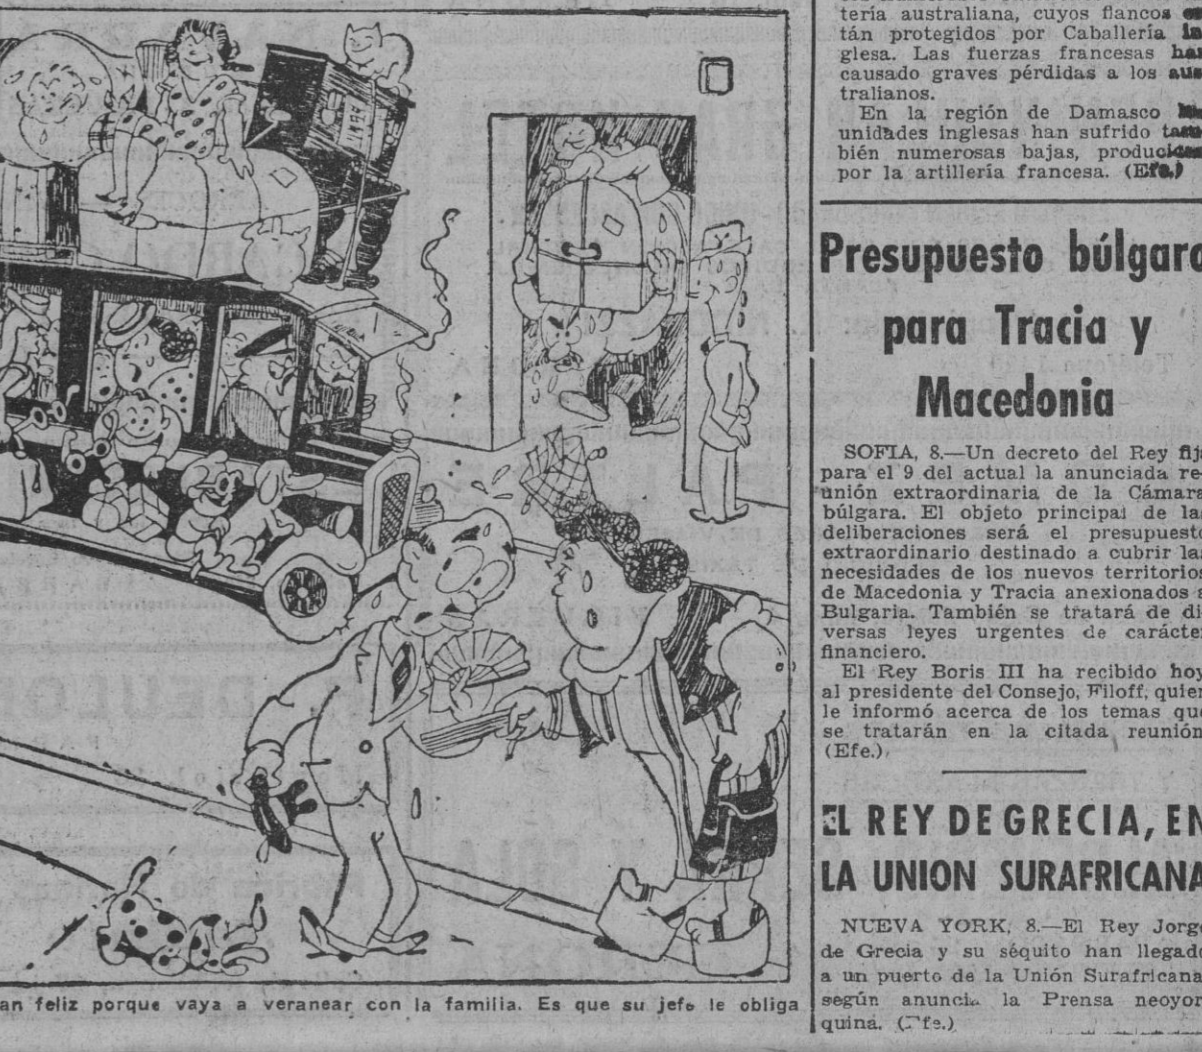 an feliz porque vaya a veranear con la familia. Es que su jefe le obliga
tería australiana, cuyos flancos
tán protegidos por Caballería
glesa. Las fuerzas francesas han
causado graves pérdidas a los aus
tralianos.
En la región de Damasco
unidades inglesas han sufrido tam
bién numerosas bajas, producidas
por la artillería francesa. (Efe.)
Presupuesto búlgaro
para Tracia y
Macedonia
SOFIA, 8.—Un decreto del Rey fija
para el 9 del actual la anunciada re-
unión extraordinaria de la Cámara
búlgara. El objeto principal de las
deliberaciones será el presupuesto
extraordinario destinado a cubrir las
necesidades de los nuevos territorios
de Macedonia y Tracia anexionados a
Bulgaria. También se tratará de di
versas leyes urgentes de carácter
financiero.
El Rey Boris III ha recibido hoy
al presidente del Consejo, Filoff, quien
le informó acerca de los temas que
se tratarán en la citada reunión
(Efe.).
EL REY DE GRECIA, EN
LA UNION SURAFRICANA
NUEVA YORK, 8.—El Rey Jorge
de Grecia y su séquito han llegado
a un puerto de la Unión Surafricana
según anuncia la Prensa neoyor
quina. (Efe.)